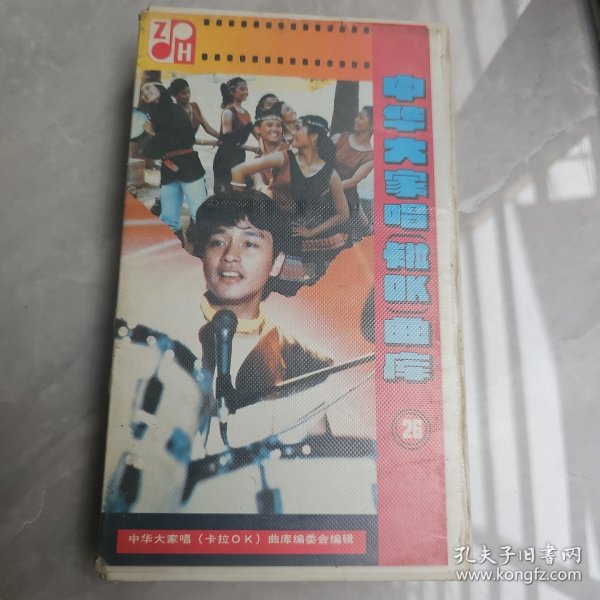 Z P H
中华大家唱 卡拉OK 曲库
26
中华大家唱（卡拉OK）曲库编委会编辑
孔夫子旧书网
www.kongfz.com